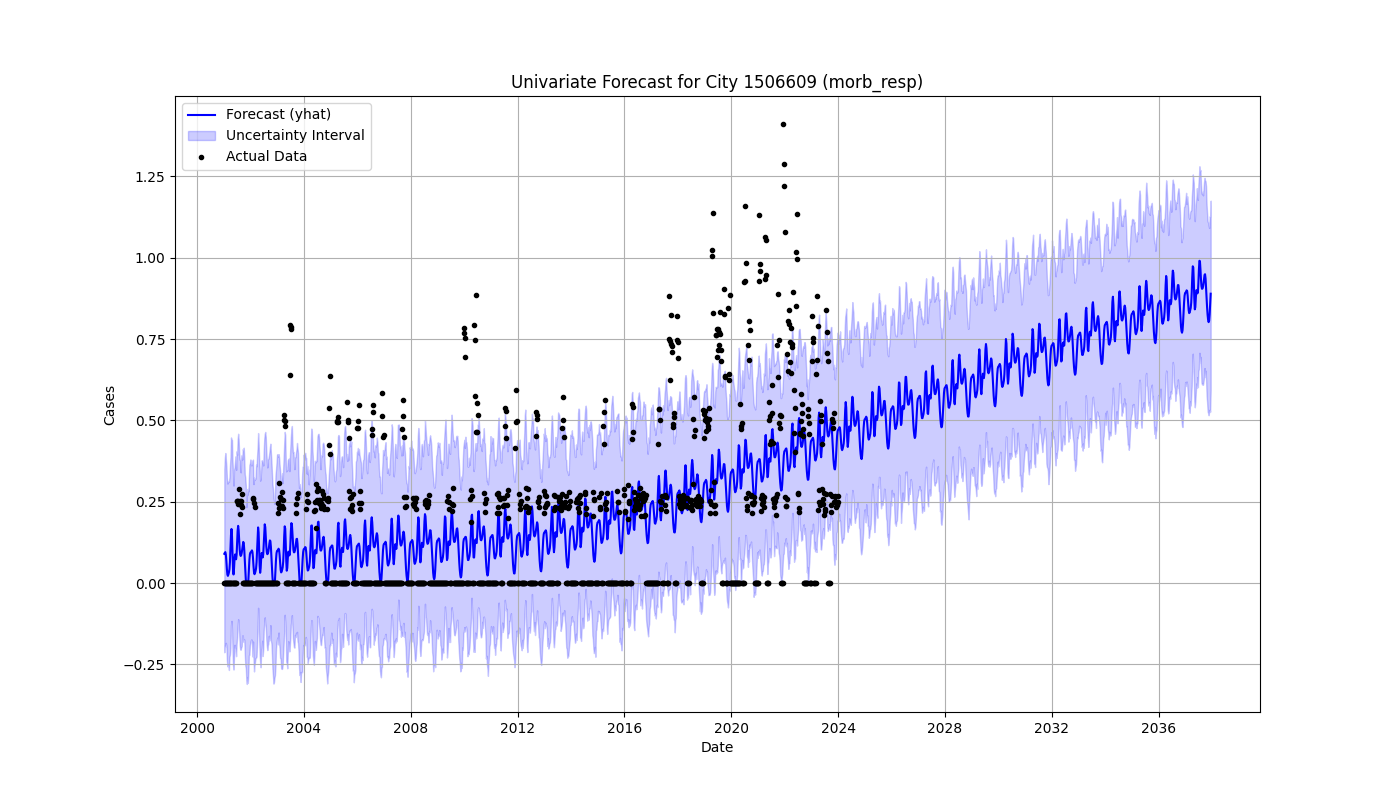 Univariate Forecast for City 1506609 (morb_resp)
Forecast (yhat)
Uncertainty Interval
Actual Data
1.25
1.00
0.75
0.50
0.25
0.00
−0.25
Cases
2000 2004 2008 2012 2016 2020 2024 2028 2032 2036
Date